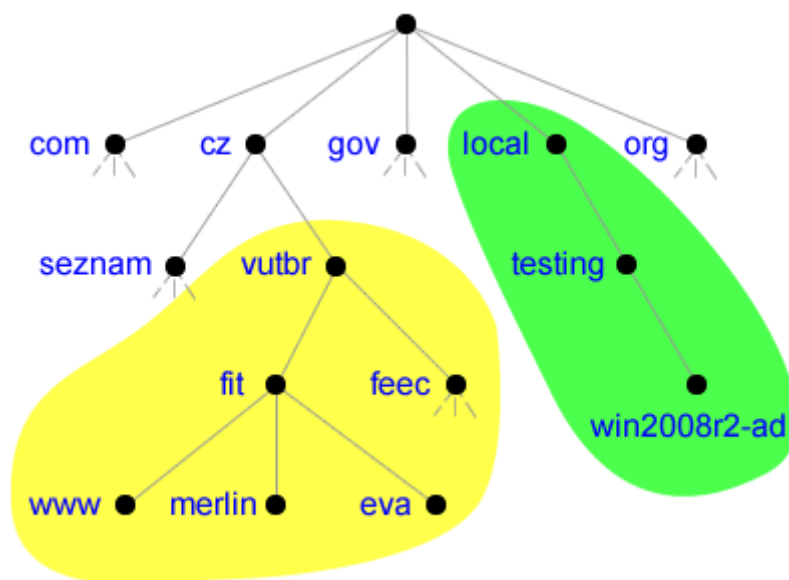 com cz gov local org
seznam vutbr testing
fit feec
win2008r2-ad
www merlin eva